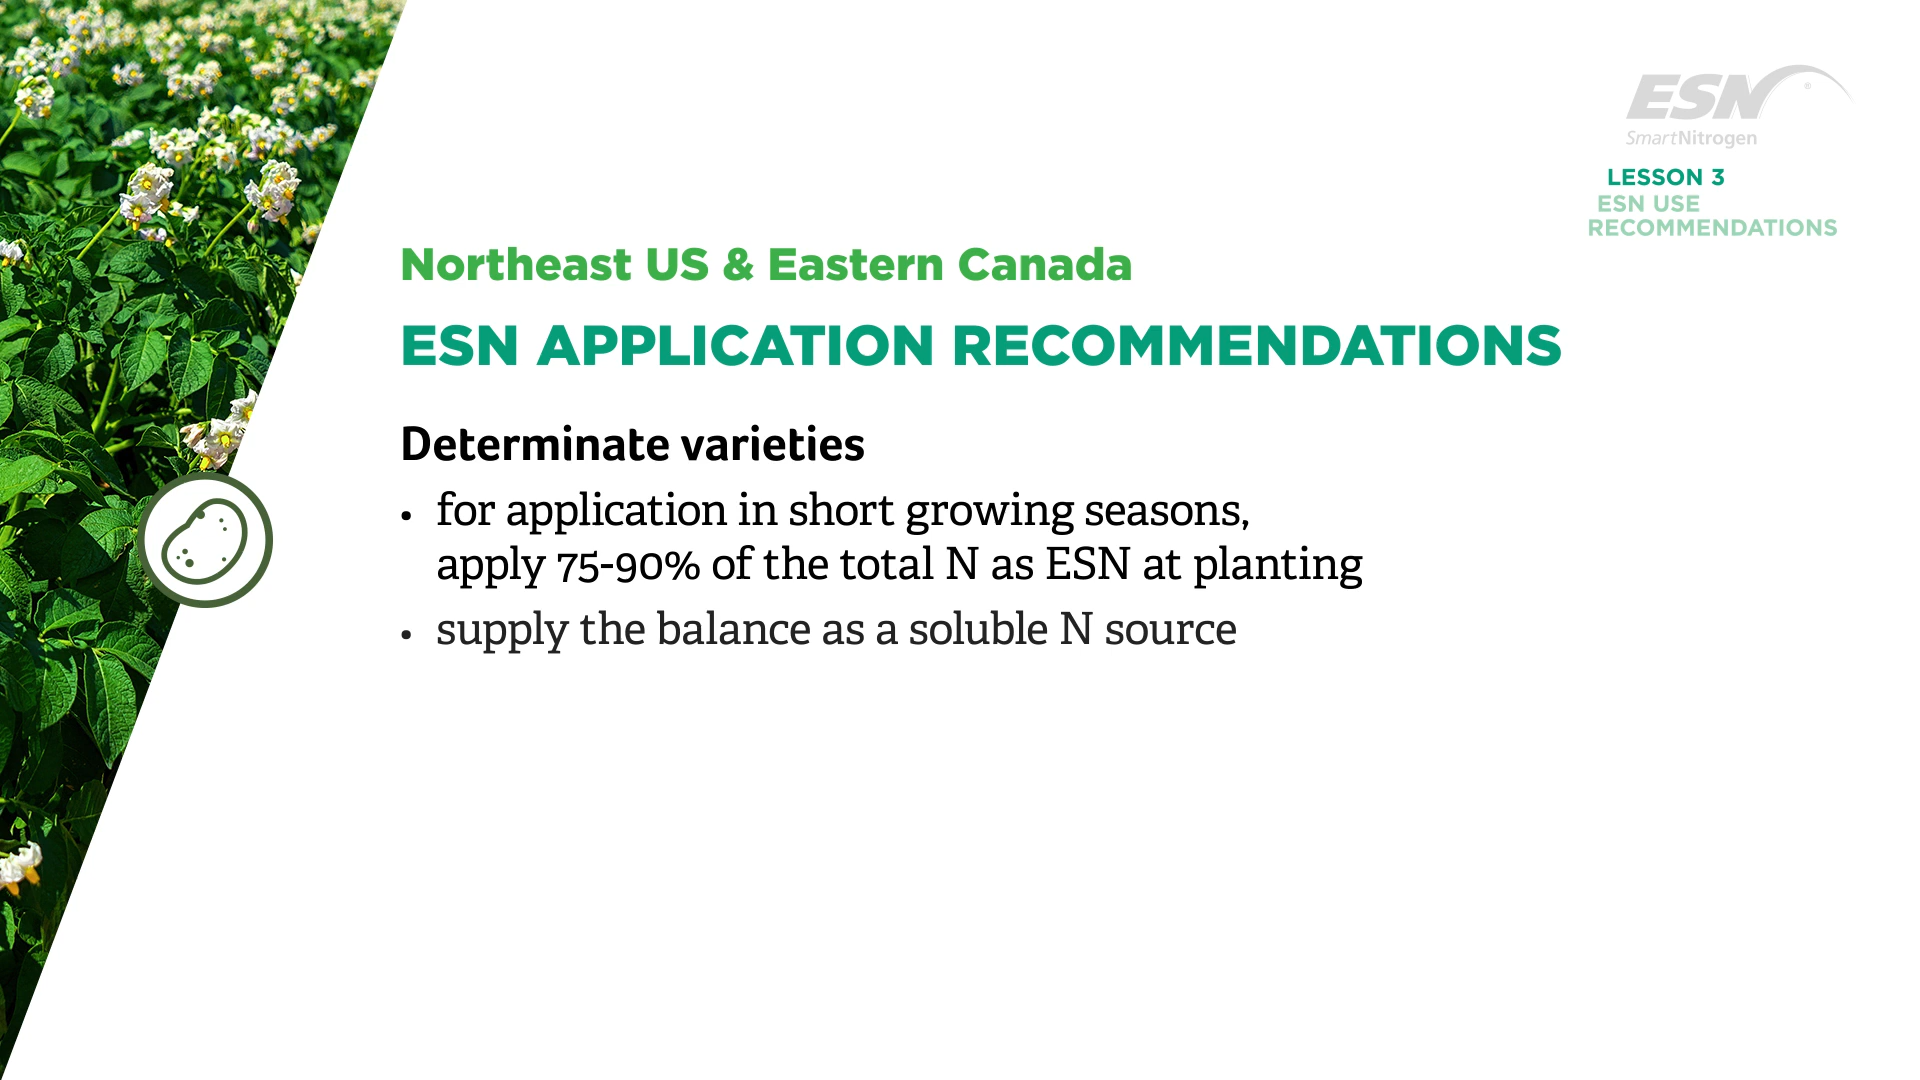 ESN®
SmartNitrogen
LESSON 3
ESN USE
RECOMMENDATIONS
Northeast US & Eastern Canada
ESN APPLICATION RECOMMENDATIONS
Determinate varieties
• for application in short growing seasons,
apply 75-90% of the total N as ESN at planting
• supply the balance as a soluble N source